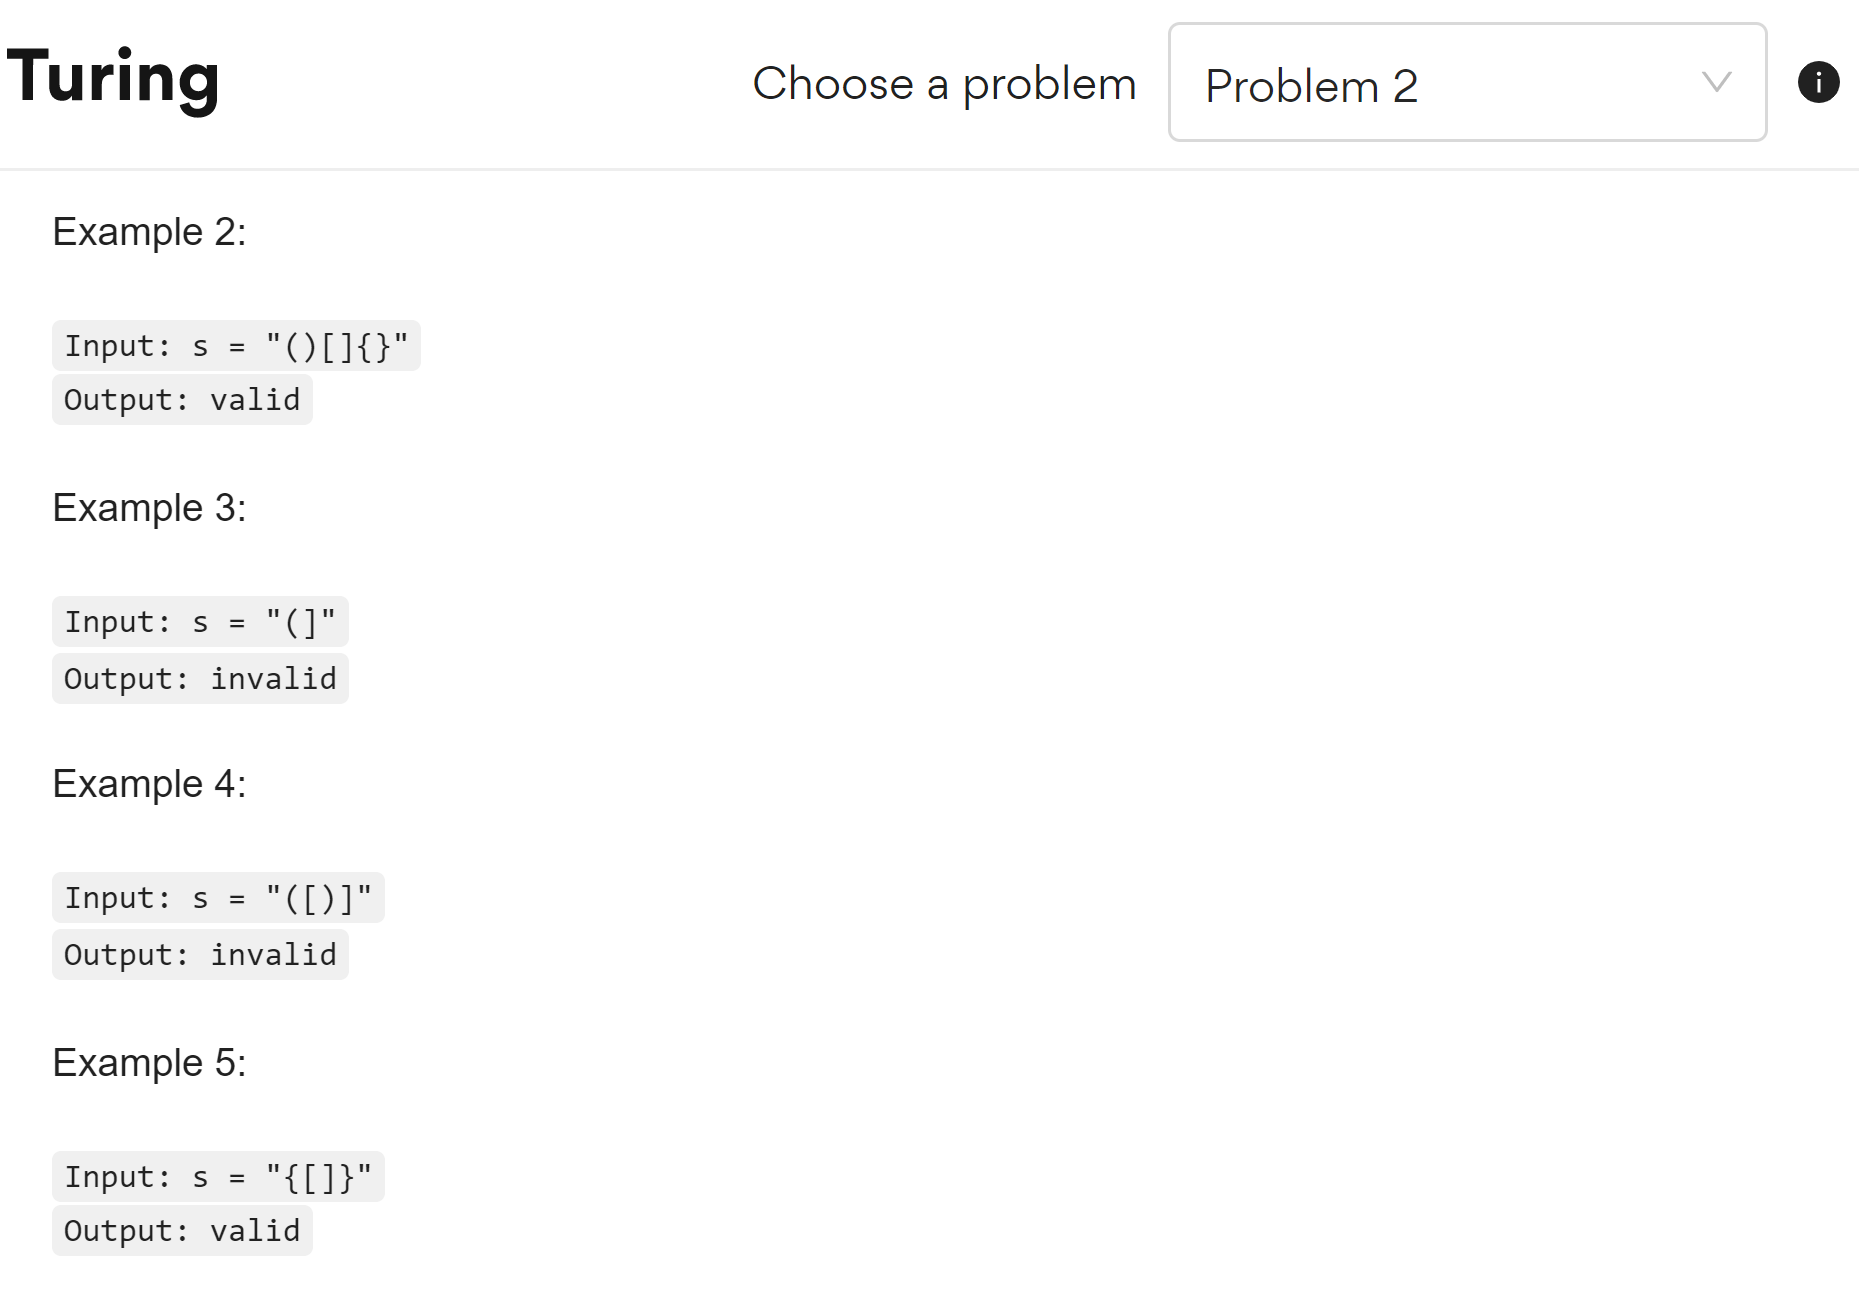 Turing
Choose a problem
Problem 2
Example 2:
Input: s = "()[]{}"
Output: valid
Example 3:
Input: s = "(]"
Output: invalid
Example 4:
Input: s = "([)]"
Output: invalid
Example 5:
Input: s = "{[]}"
Output: valid